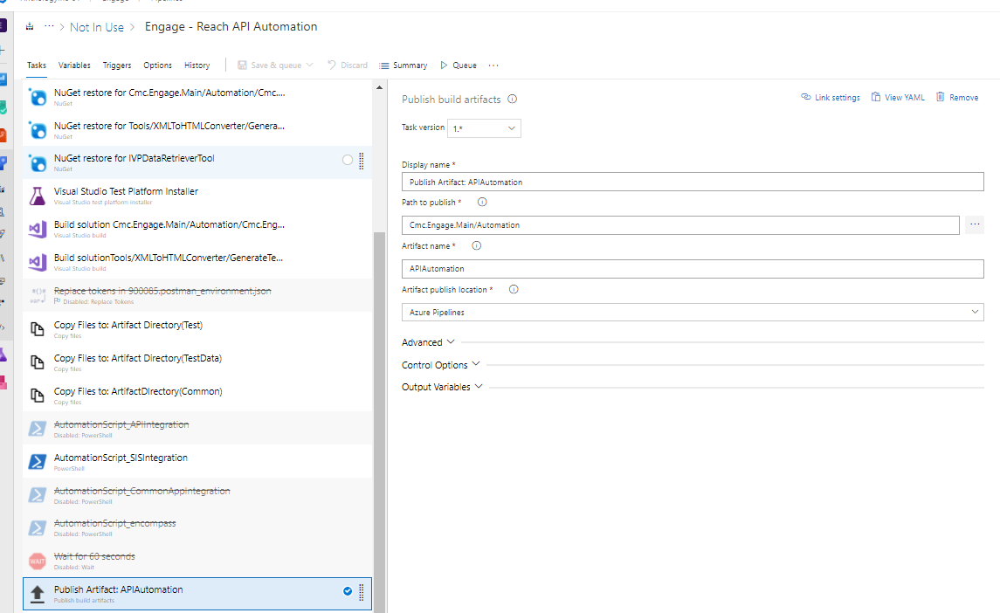 Not In Use
Engage - Reach API Automation
Tasks
Variables
Triggers
Options
History
Save & queue
Discard
Summary
Queue
NuGet restore for Cmc.Engage.Main/Automation/Cmc....
NuGet
NuGet restore for Tools/XMLToHTMLConverter/Genera...
NuGet
NuGet restore for IVPDataRetrieverTool
NuGet
Visual Studio Test Platform Installer
Visual Studio test platform installer
Build solution Cmc.Engage.Main/Automation/Cmc.Eng...
Visual Studio build
Build solutionTools/XMLToHTMLConverter/GenerateTe...
Visual Studio build
Replace tokens in 900085.postman_environment.json
Disabled: Replace Tokens
Copy Files to: Artifact Directory(Test)
Copy files
Copy Files to: Artifact Directory(TestData)
Copy files
Copy Files to: ArtifactDirectory(Common)
Copy files
AutomationScript_APIIntegration
Disabled: PowerShell
AutomationScript_SISIntegration
PowerShell
AutomationScript_CommonAppIntegration
Disabled: PowerShell
AutomationScript_encompass
Disabled: PowerShell
WAIT
Wait for 60 seconds
Disabled: Wait
Publish Artifact: APIAutomation
Publish build artifacts
Publish build artifacts
Link settings
View YAML
Remove
Task version
1.*
Display name *
Publish Artifact: APIAutomation
Path to publish *
Cmc.Engage.Main/Automation
Artifact name *
APIAutomation
Artifact publish location *
Azure Pipelines
Advanced
Control Options
Output Variables